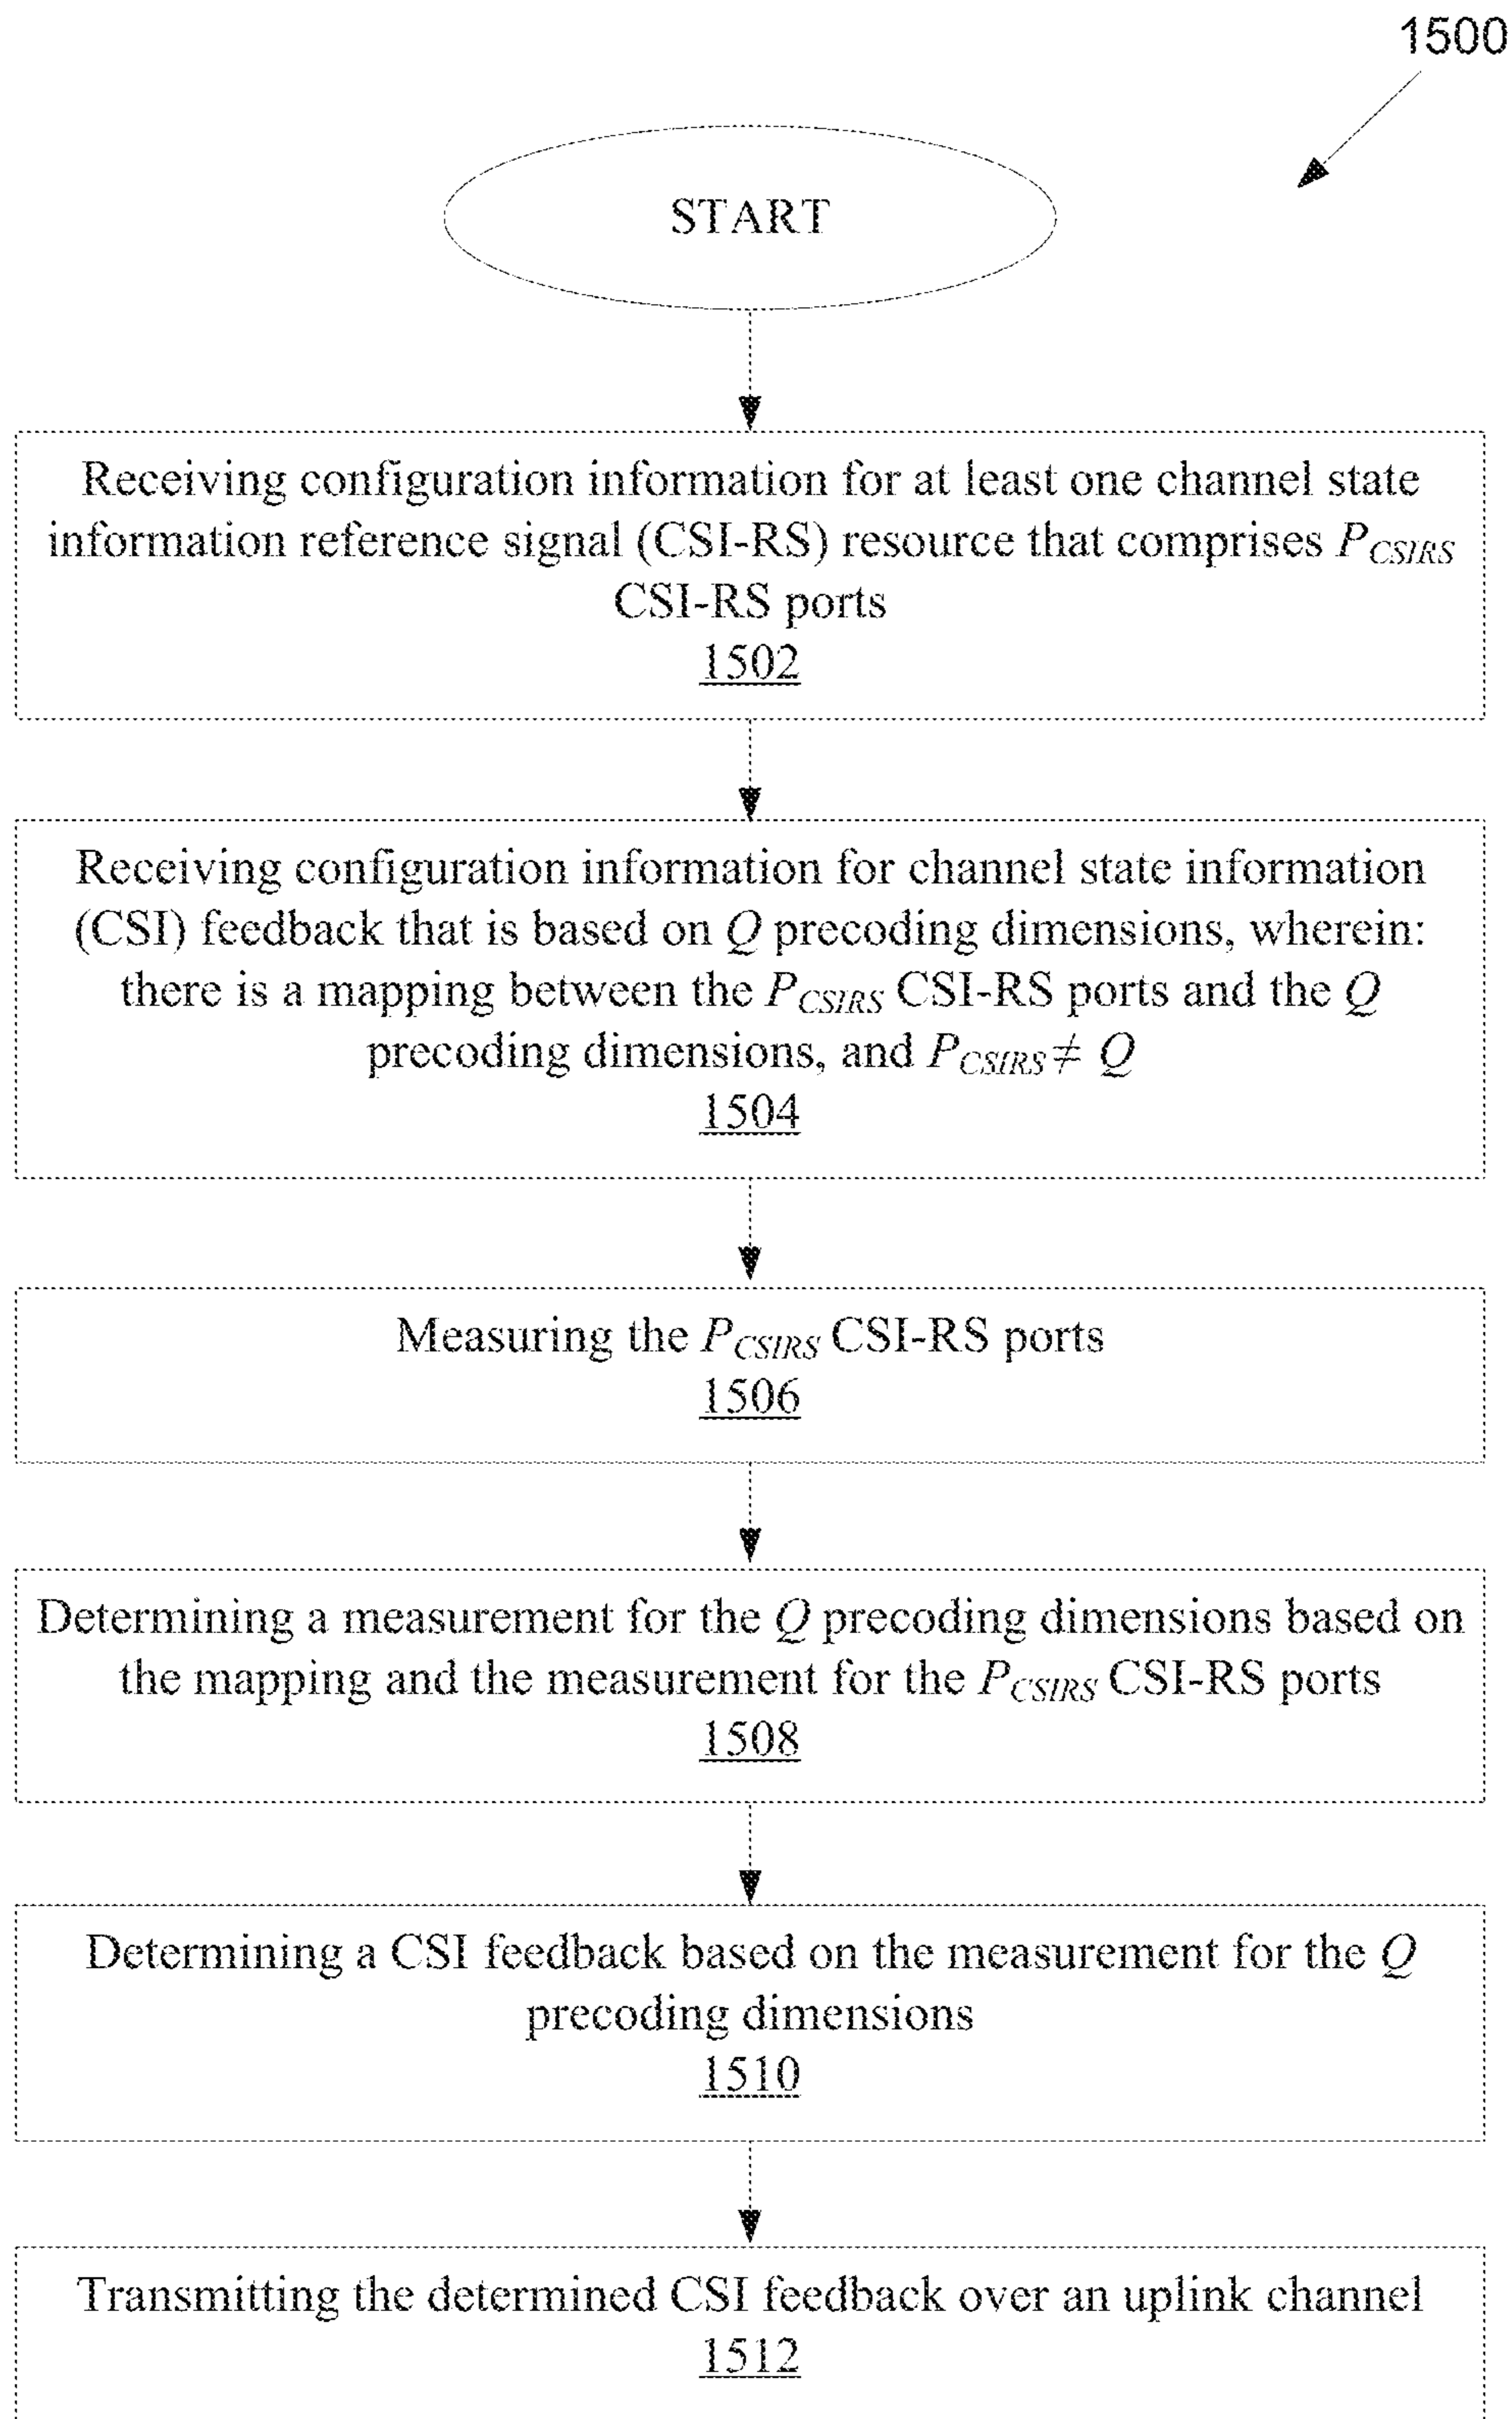 1500
START
Receiving configuration information for at least one channel state
information reference signal (CSI-RS) resource that comprises P_CSIRS
CSI-RS ports
1502
Receiving configuration information for channel state information
(CSI) feedback that is based on Q precoding dimensions, wherein:
there is a mapping between the P_CSIRS CSI-RS ports and the Q
precoding dimensions, and P_CSIRS ≠ Q
1504
Measuring the P_CSIRS CSI-RS ports
1506
Determining a measurement for the Q precoding dimensions based on
the mapping and the measurement for the P_CSIRS CSI-RS ports
1508
Determining a CSI feedback based on the measurement for the Q
precoding dimensions
1510
Transmitting the determined CSI feedback over an uplink channel
1512